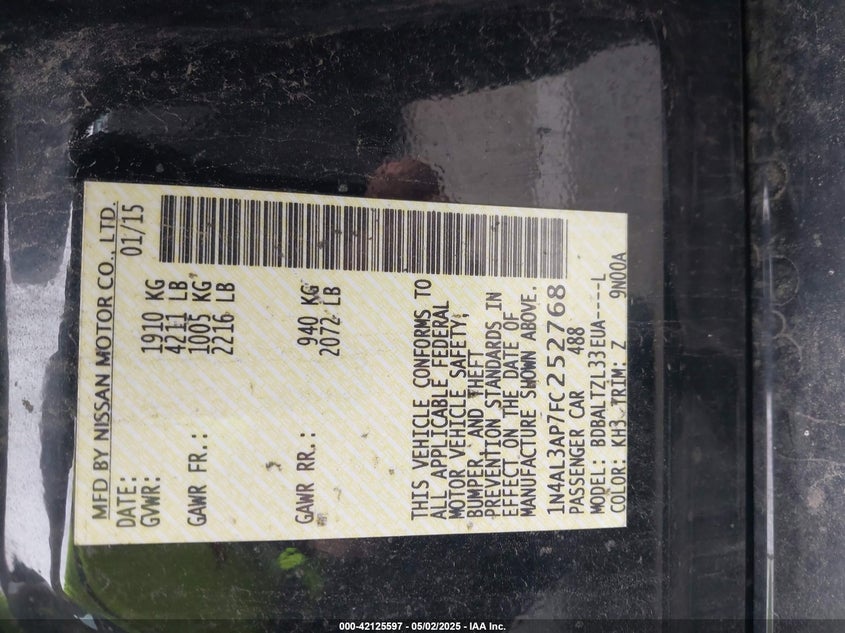 MFD BY NISSAN MOTOR CO., LTD.
DATE: 01/15
GVWR: 1910 KG
4211 LB
GAWR FR.: 1005 KG
2216 LB
GAWR RR.: 940 KG
2072 LB
THIS VEHICLE CONFORMS TO
ALL APPLICABLE FEDERAL
MOTOR VEHICLE SAFETY,
BUMPER, AND THEFT
PREVENTION STANDARDS IN
EFFECT ON THE DATE OF
MANUFACTURE SHOWN ABOVE.
1N4AL3AP7FC252768
PASSENGER CAR 488
MODEL: BDBALTZL33EUA----L
COLOR: KH3 TRIM: Z 9N00A
000-42125597 - 05/02/2025 - IAA Inc.